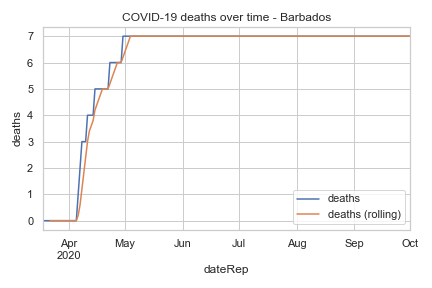 COVID-19 deaths over time - Barbados
deaths
7
6
5
4
3
2
1
0
deaths
deaths (rolling)
Apr
2020
May
Jun
Jul
Aug
Sep
Oct
dateRep